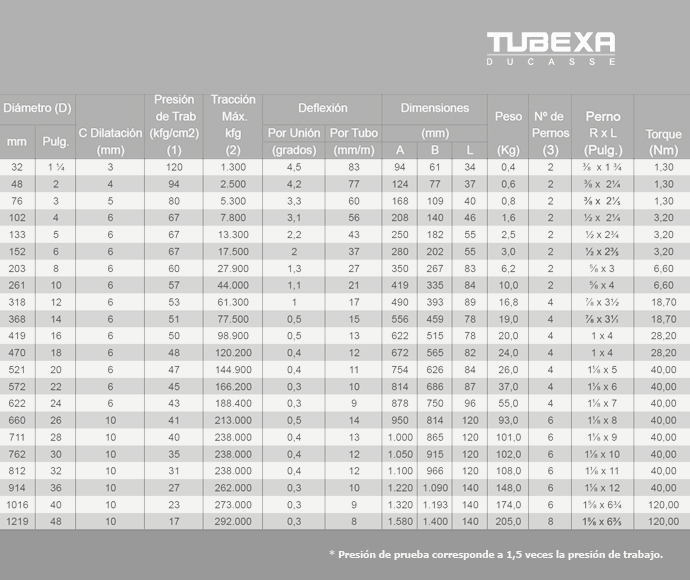 TUBEXA
DUCASSE
Diámetro (D) C Dilatación (mm) Presión de Trab (kfg/cm2) (1) Tracción Máx. kfg (2) Deflexión Dimensiones Peso (Kg) Nº de Pernos (3) Perno R x L (Pulg.) Torque (Nm)
mm Pulg. Por Unión (grados) Por Tubo (mm/m) (mm)
A B L
32 1 ¼ 3 120 1.300 4,5 83 94 61 34 0,4 2 ⅜ x 1 ¾ 1,30
48 2 4 94 2.500 4,2 77 124 77 37 0,6 2 ⅜ x 2¼ 1,30
76 3 5 80 5.300 3,3 60 168 109 40 0,8 2 ⅜ x 2½ 1,30
102 4 6 67 7.800 3,1 56 208 140 46 1,6 2 ½ x 2¼ 3,20
133 5 6 67 13.300 2,2 43 250 182 55 2,5 2 ½ x 2¾ 3,20
152 6 6 67 17.500 2 37 280 202 55 3,0 2 3,20
203 8 6 60 27.900 1,3 27 350 267 83 6,2 2 ⅝ x 3 6,60
261 10 6 57 44.000 1,1 21 419 335 84 10,0 2 ⅝ x 4 6,60
318 12 6 53 61.300 1 17 490 393 89 16,8 4 ⅞ x 3½ 18,70
368 14 6 51 77.500 0,5 15 556 459 78 19,0 4 ⅞ x 3½ 18,70
419 16 6 50 98.900 0,5 13 622 515 78 20,0 4 1 x 4 28,20
470 18 6 48 120.200 0,4 12 672 565 82 24,0 4 1 x 4 28,20
521 20 6 47 144.900 0,4 11 754 626 84 26,0 4 1⅛ x 5 40,00
572 22 6 45 166.200 0,3 10 814 686 87 37,0 4 1⅛ x 6 40,00
622 24 6 43 188.400 0,3 9 878 750 96 55,0 4 1⅛ x 7 40,00
660 26 10 41 213.000 0,5 14 950 814 120 93,0 6 1⅛ x 8 40,00
711 28 10 40 238.000 0,4 13 1.000 865 120 101,0 6 1⅛ x 9 40,00
762 30 10 35 238.000 0,4 12 1.050 915 120 102,0 6 1⅛ x 10 40,00
812 32 10 31 238.000 0,4 12 1.100 966 120 108,0 6 1⅛ x 11 40,00
914 36 10 27 262.000 0,3 10 1.220 1.090 140 148,0 6 1⅛ x 12 40,00
1016 40 10 23 273.000 0,3 9 1.320 1.193 140 174,0 6 1⅝ x 6¾ 120,00
1219 48 10 17 292.000 0,3 8 1.580 1.400 140 205,0 8 120,00
* Presión de prueba corresponde a 1,5 veces la presión de trabajo.